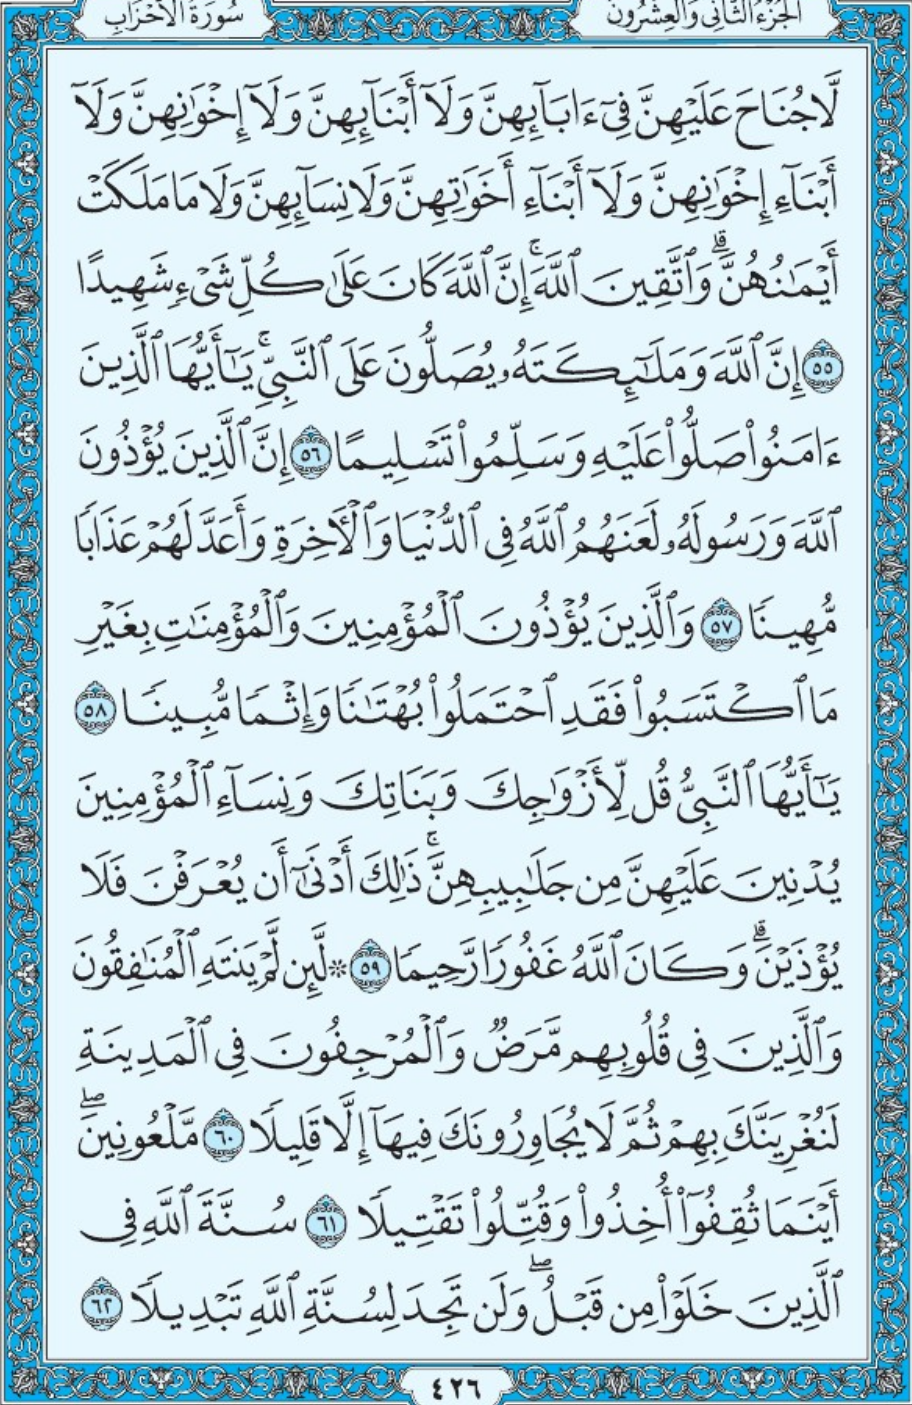 الجُزْءُ الثَّانِي وَالعِشْرُونَ
سُورَةُ الأَحْزَابِ
لَّا جُنَاحَ عَلَيْهِنَّ فِىٓ ءَابَآئِهِنَّ وَلَآ أَبْنَآئِهِنَّ وَلَآ إِخْوَٰنِهِنَّ وَلَآ
أَبْنَآءِ إِخْوَٰنِهِنَّ وَلَآ أَبْنَآءِ أَخَوَٰتِهِنَّ وَلَا نِسَآئِهِنَّ وَلَا مَا مَلَكَتْ
أَيْمَٰنُهُنَّۗ وَٱتَّقِينَ ٱللَّهَۚ إِنَّ ٱللَّهَ كَانَ عَلَىٰ كُلِّ شَىْءٍ شَهِيدًا
٥٥ إِنَّ ٱللَّهَ وَمَلَٰٓئِكَتَهُۥ يُصَلُّونَ عَلَى ٱلنَّبِىِّۚ يَٰٓأَيُّهَا ٱلَّذِينَ
ءَامَنُوا۟ صَلُّوا۟ عَلَيْهِ وَسَلِّمُوا۟ تَسْلِيمًا ٥٦ إِنَّ ٱلَّذِينَ يُؤْذُونَ
ٱللَّهَ وَرَسُولَهُۥ لَعَنَهُمُ ٱللَّهُ فِى ٱلدُّنْيَا وَٱلْءَاخِرَةِ وَأَعَدَّ لَهُمْ عَذَابًا
مُّهِينًا ٥٧ وَٱلَّذِينَ يُؤْذُونَ ٱلْمُؤْمِنِينَ وَٱلْمُؤْمِنَٰتِ بِغَيْرِ
مَا ٱكْتَسَبُوا۟ فَقَدِ ٱحْتَمَلُوا۟ بُهْتَٰنًا وَإِثْمًا مُّبِينًا ٥٨
يَٰٓأَيُّهَا ٱلنَّبِىُّ قُل لِّأَزْوَٰجِكَ وَبَنَاتِكَ وَنِسَآءِ ٱلْمُؤْمِنِينَ
يُدْنِينَ عَلَيْهِنَّ مِن جَلَٰبِيبِهِنَّۚ ذَٰلِكَ أَدْنَىٰٓ أَن يُعْرَفْنَ فَلَا
يُؤْذَيْنَۗ وَكَانَ ٱللَّهُ غَفُورًا رَّحِيمًا ٥٩ ۞ لَّئِن لَّمْ يَنتَهِ ٱلْمُنَٰفِقُونَ
وَٱلَّذِينَ فِى قُلُوبِهِم مَّرَضٌ وَٱلْمُرْجِفُونَ فِى ٱلْمَدِينَةِ
لَنُغْرِيَنَّكَ بِهِمْ ثُمَّ لَا يُجَاوِرُونَكَ فِيهَآ إِلَّا قَلِيلًا ٦٠ مَّلْعُونِينَۖ
أَيْنَمَا ثُقِفُوٓا۟ أُخِذُوا۟ وَقُتِّلُوا۟ تَقْتِيلًا ٦١ سُنَّةَ ٱللَّهِ فِى
ٱلَّذِينَ خَلَوْا۟ مِن قَبْلُۖ وَلَن تَجِدَ لِسُنَّةِ ٱللَّهِ تَبْدِيلًا ٦٢
٤٢٦